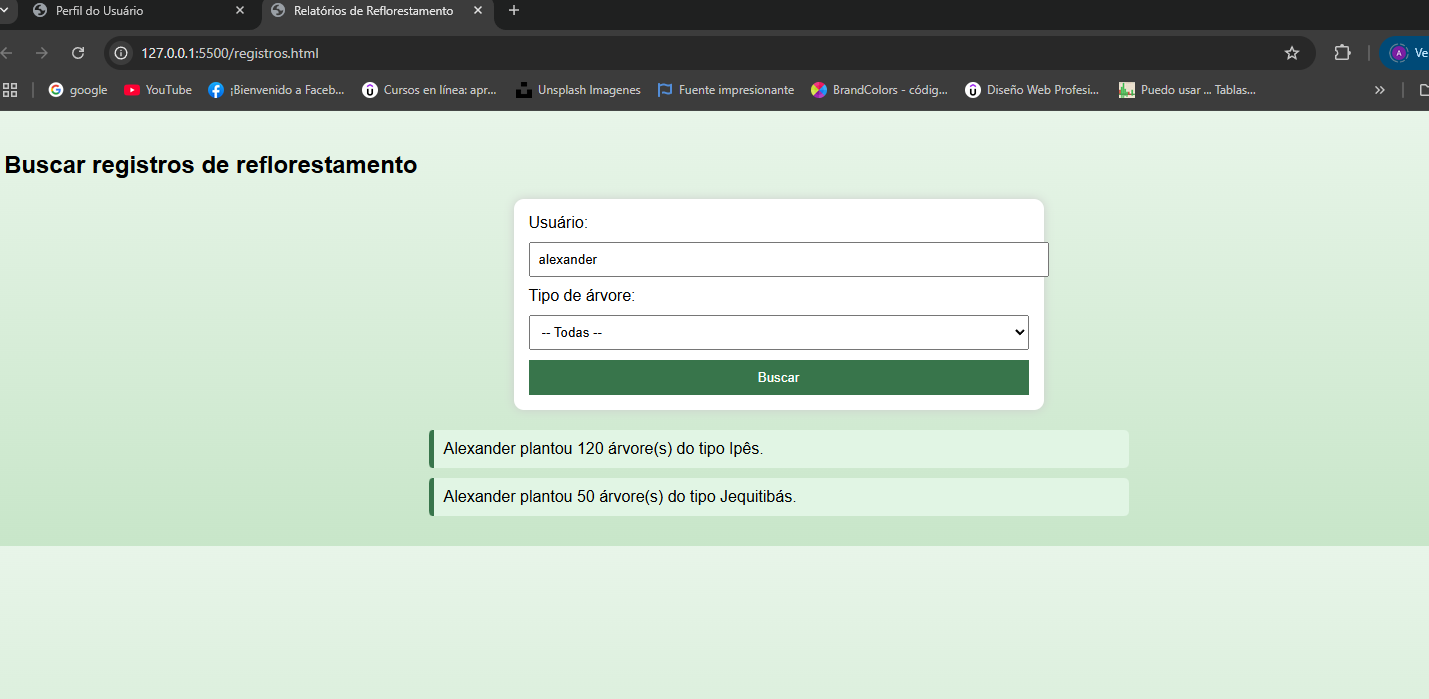 Perfil do Usuário
Relatórios de Reflorestamento
127.0.0.1:5500/registros.html
A
Ve
google
YouTube
¡Bienvenido a Faceb...
Cursos en línea: apr...
Unsplash Imagenes
Fuente impresionante
BrandColors - códig...
Diseño Web Profesi...
Puedo usar ... Tablas...
Buscar registros de reflorestamento
Usuário:
alexander
Tipo de árvore:
-- Todas --
Buscar
Alexander plantou 120 árvore(s) do tipo Ipês.
Alexander plantou 50 árvore(s) do tipo Jequitibás.